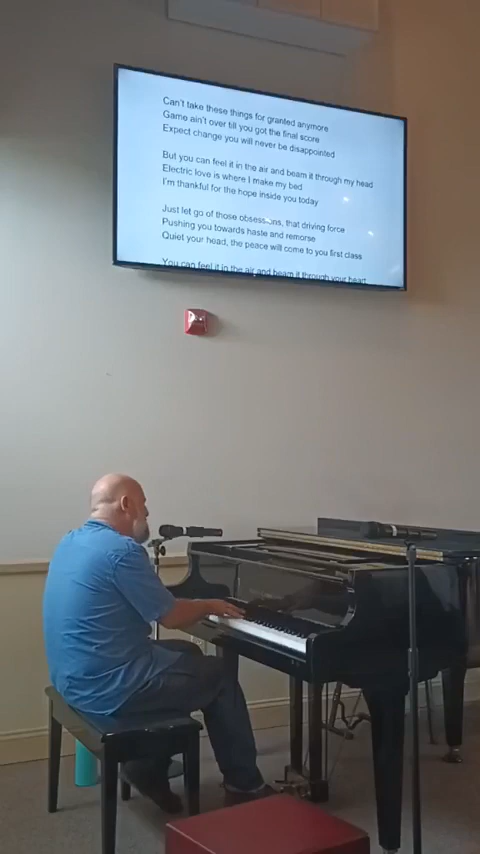 Can't take these things for granted anymore
Game ain't over till you got the final score
Expect change you will never be disappointed
But you can feel it in the air and beam it through my head
Electric love is where I make my bed
I'm thankful for the hope inside you today
Just let go of those obsessions, that driving force
Pushing you towards haste and remorse
Quiet your head, the peace will come to you first class
You can feel it in the air and beam it through your heart